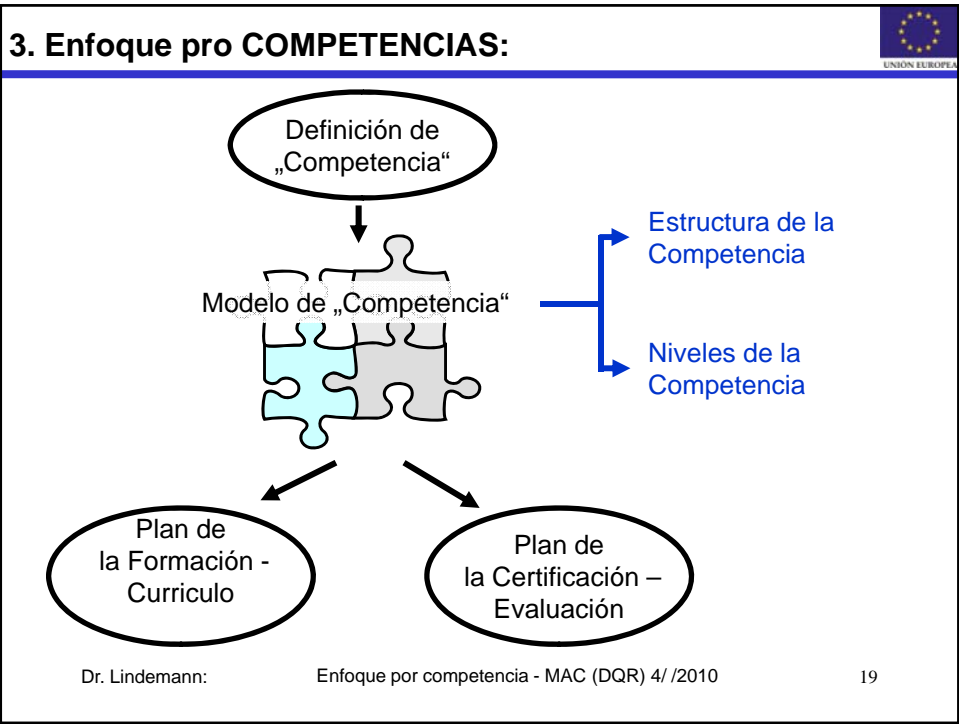 3. Enfoque pro COMPETENCIAS:
UNIÓN EUROPEA
Definición de
„Competencia“
Modelo de „Competencia“
Estructura de la
Competencia
Niveles de la
Competencia
Plan de
la Formación -
Curriculo
Plan de
la Certificación –
Evaluación
Dr. Lindemann:
Enfoque por competencia - MAC (DQR) 4/ /2010
19